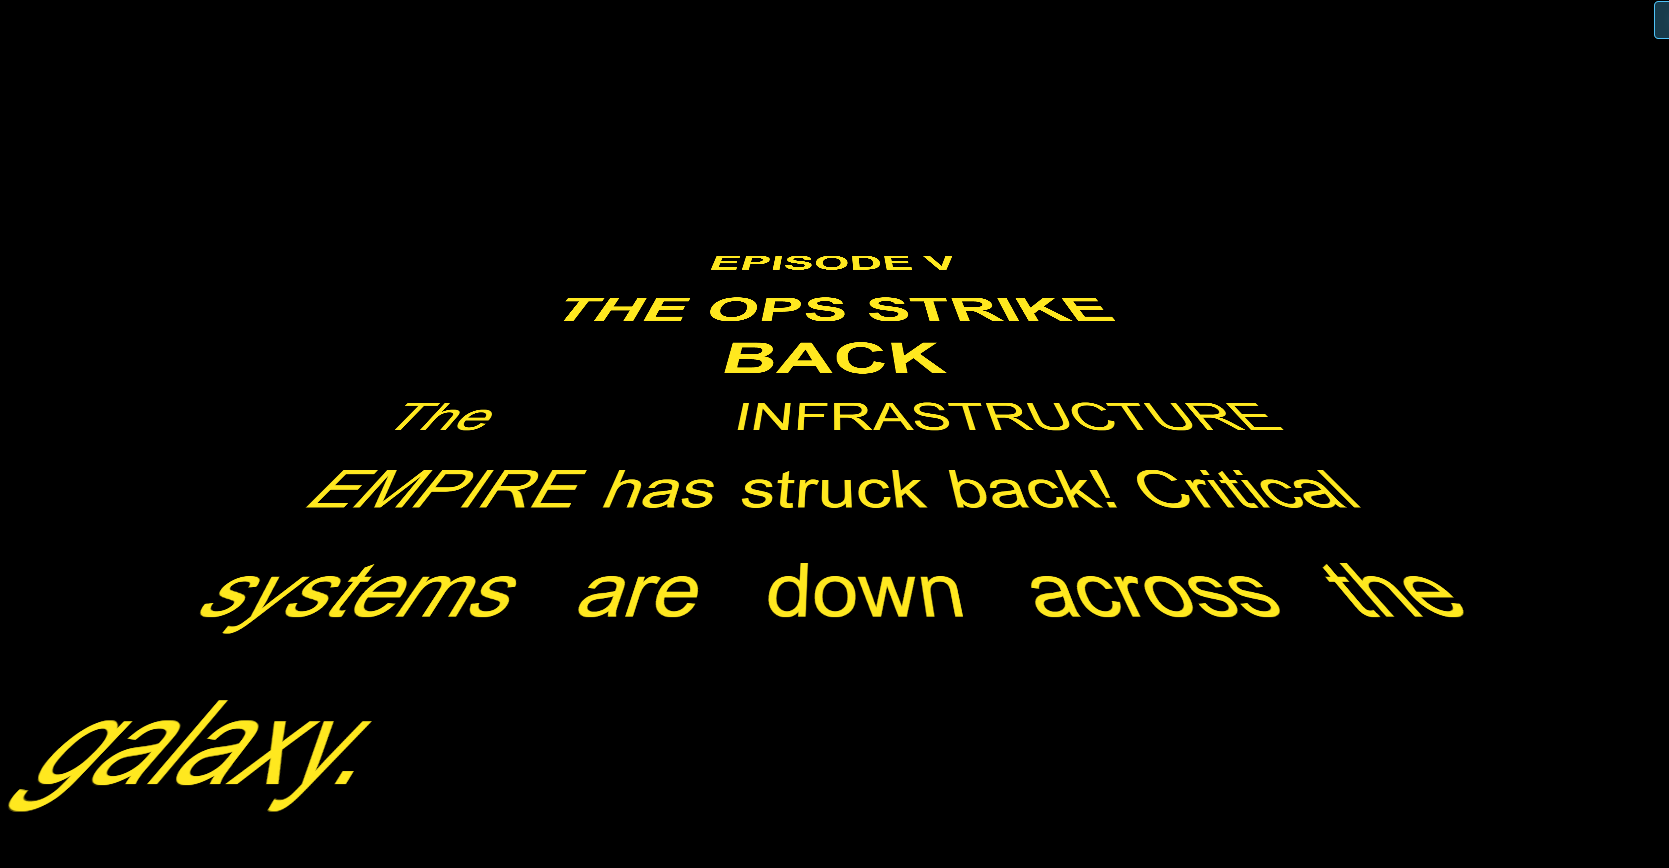 EPISODE V
THE OPS STRIKE
BACK
The INFRASTRUCTURE
EMPIRE has struck back! Critical
systems are down across the
galaxy.